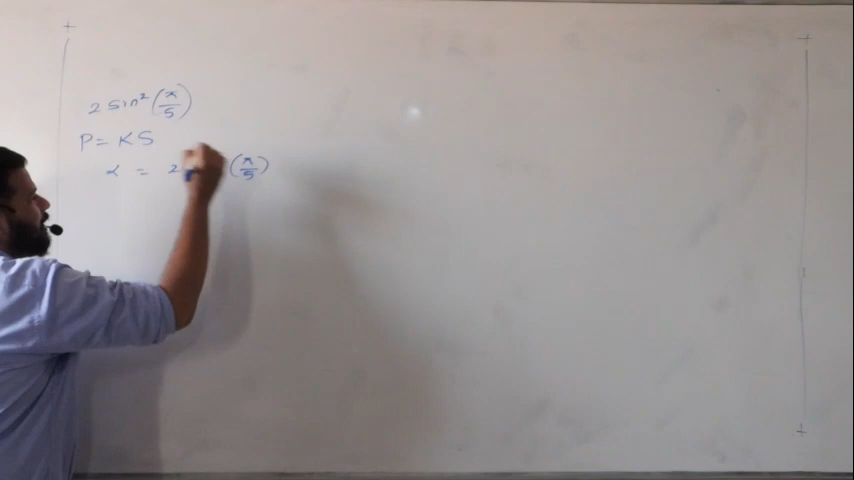 2 sin² (π/5)
P = KS
α = 2 (π/5)